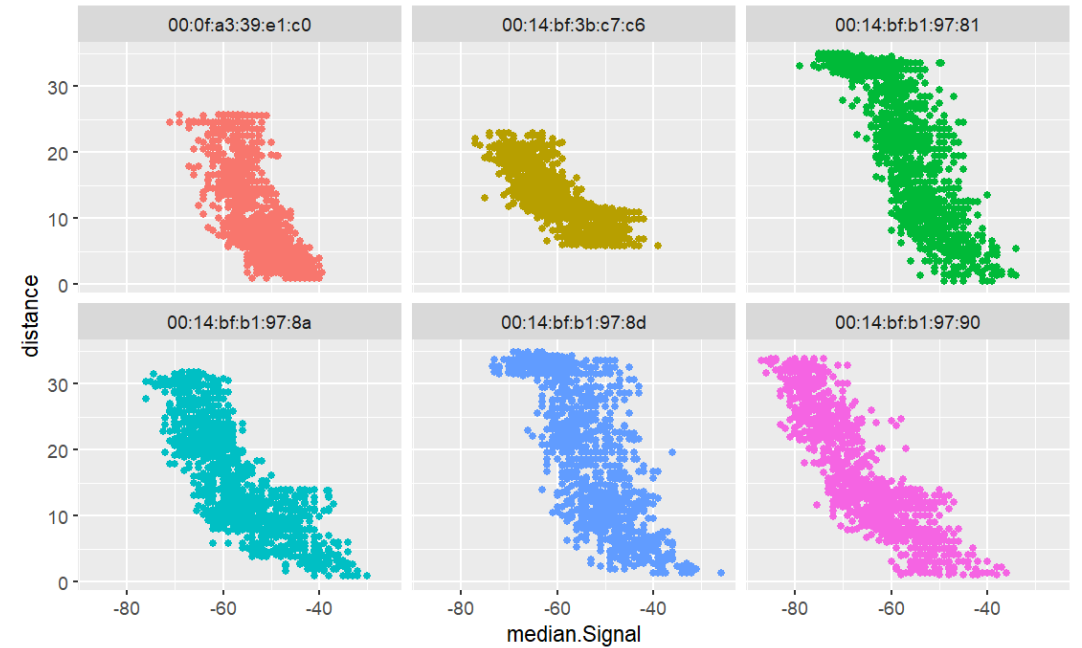 00:0f:a3:39:e1:c0 00:14:bf:3b:c7:c6 00:14:bf:b1:97:81
30
20
10
0
distance
00:14:bf:b1:97:8a 00:14:bf:b1:97:8d 00:14:bf:b1:97:90
30
20
10
0
-80 -60 -40 -80 -60 -40 -80 -60 -40
median.Signal